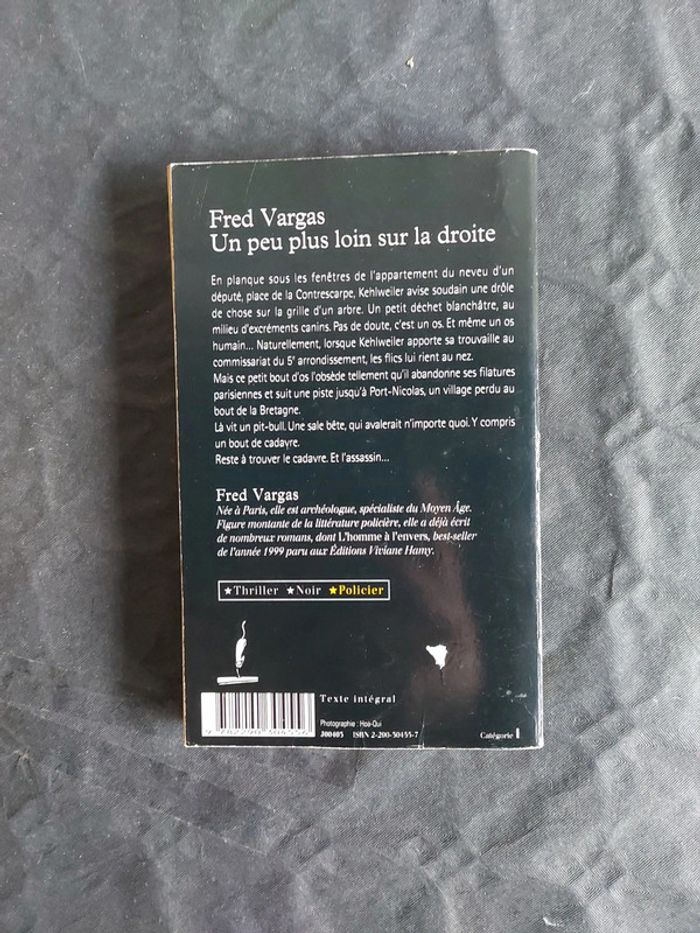 Fred Vargas
Un peu plus loin sur la droite
En planque sous les fenêtres de l'appartement du neveu d'un
député, place de la Contrescarpe, Kehlweiler avise soudain une drôle
de chose sur la grille d'un arbre. Un petit déchet blanchâtre, au
milieu d'excréments canins. Pas de doute, c'est un os. Et même un os
humain... Naturellement, lorsque Kehlweiler apporte sa trouvaille au
commissariat du 5e arrondissement, les flics lui rient au nez.
Mais ce petit bout d'os l'obsède tellement qu'il abandonne ses filatures
parisiennes et suit une piste jusqu'à Port-Nicolas, un village perdu au
bout de la Bretagne.
Là vit un pit-bull. Une sale bête, qui avalerait n'importe quoi. Y compris
un bout de cadavre.
Reste à trouver le cadavre. Et l'assassin...
Fred Vargas
Née à Paris, elle est archéologue, spécialiste du Moyen Âge.
Figure montante de la littérature policière, elle a déjà écrit
de nombreux romans, dont L'homme à l'envers, best-seller
de l'année 1999 paru aux Éditions Viviane Hamy.
★Thriller ★Noir ★Policier
Texte intégral
Photographie : Hoa-Qui
ISBN 2-290-30455-7
Catégorie 1